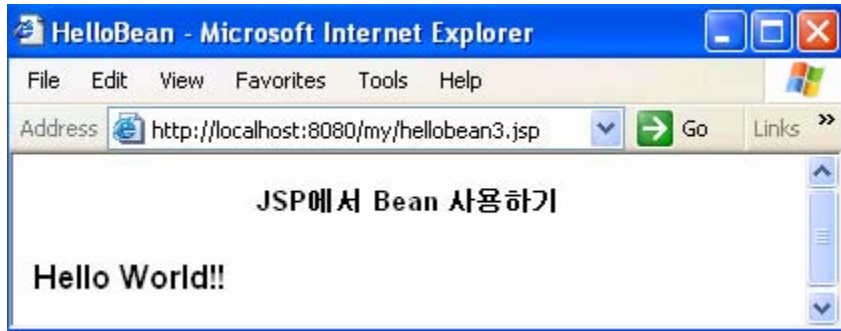 HelloBean - Microsoft Internet Explorer
File Edit View Favorites Tools Help
Address http://localhost:8080/my/hellobean3.jsp Go Links »
JSP에서 Bean 사용하기
Hello World!!